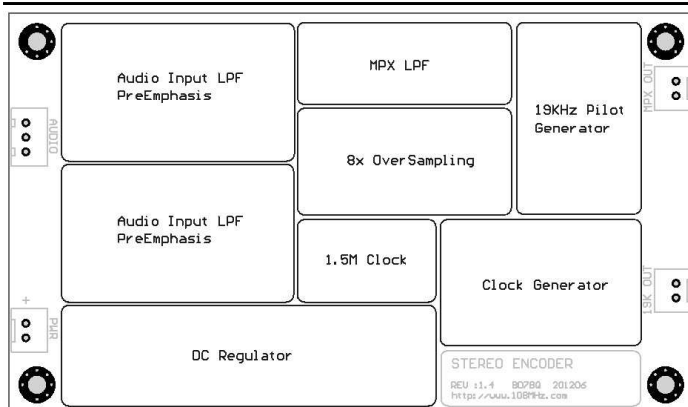 Audio Input LPF
PreEmphasis
MPX LPF
19KHz Pilot
Generator
MPX OUT
AUDIO
8x OverSampling
Audio Input LPF
PreEmphasis
1.5M Clock
Clock Generator
19K OUT
+
PWR
DC Regulator
STEREO ENCODER
REV :1.4 BD7BQ 201206
http://www.108MHz.com